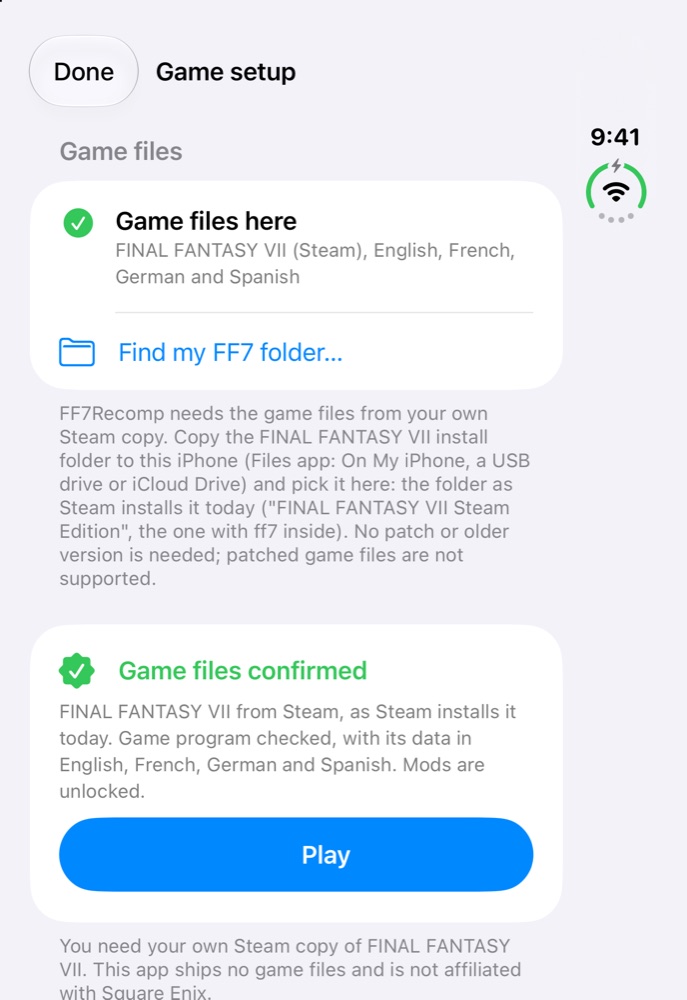 Done
Game setup
9:41
Game files
Game files here
FINAL FANTASY VII (Steam), English, French,
German and Spanish
Find my FF7 folder...
FF7Recomp needs the game files from your own
Steam copy. Copy the FINAL FANTASY VII install
folder to this iPhone (Files app: On My iPhone, a USB
drive or iCloud Drive) and pick it here: the folder as
Steam installs it today ("FINAL FANTASY VII Steam
Edition", the one with ff7 inside). No patch or older
version is needed; patched game files are not
supported.
Game files confirmed
FINAL FANTASY VII from Steam, as Steam installs it
today. Game program checked, with its data in
English, French, German and Spanish. Mods are
unlocked.
Play
You need your own Steam copy of FINAL FANTASY
VII. This app ships no game files and is not affiliated
with Square Enix.